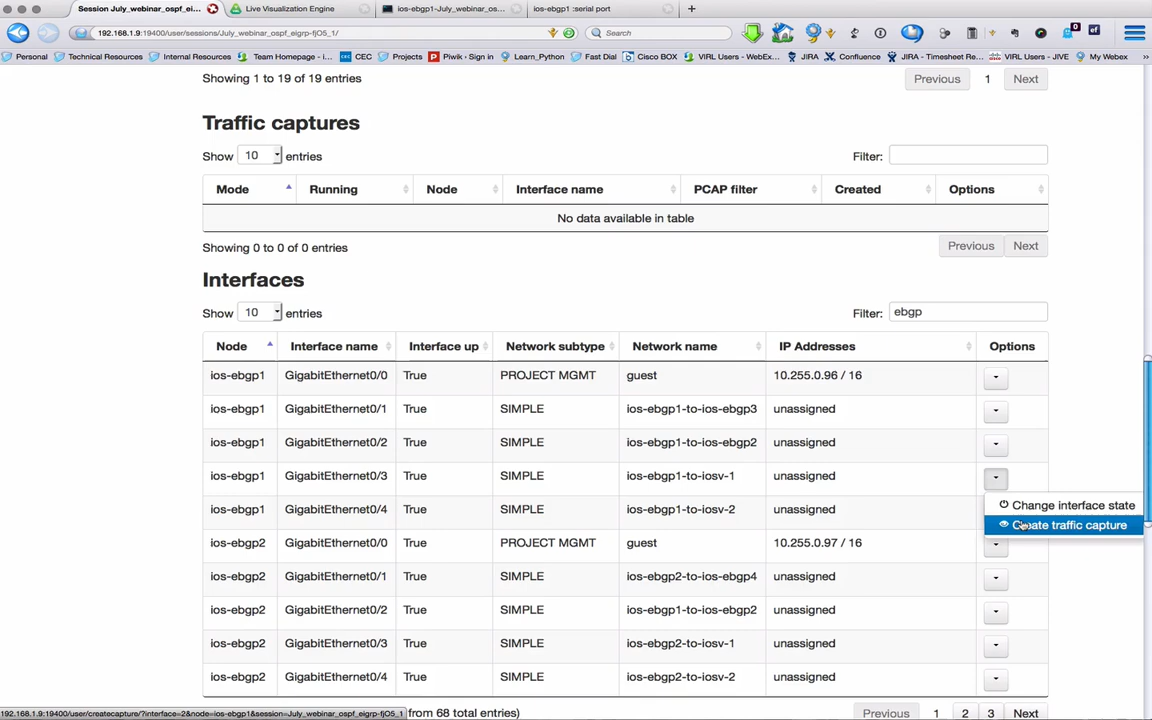 Session July_webinar_ospf_ei... Live Visualization Engine ios-ebgp1-July_webinar_os... ios-ebgp1 :serial port
192.168.1.9:19400/user/sessions/July_webinar_ospf_eigrp-fjO5_1/ Search
Personal Technical Resources Internal Resources Team Homepage - i... CEC Projects Piwik - Sign in Learn_Python Fast Dial Cisco BOX VIRL Users - WebEx... JIRA Confluence JIRA - Timesheet Re... VIRL Users - JIVE My Webex
Showing 1 to 19 of 19 entries Previous 1 Next
Traffic captures
Show 10 entries Filter:
Mode Running Node Interface name PCAP filter Created Options
No data available in table
Showing 0 to 0 of 0 entries Previous Next
Interfaces
Show 10 entries Filter: ebgp
Node Interface name Interface up Network subtype Network name IP Addresses Options
ios-ebgp1 GigabitEthernet0/0 True PROJECT MGMT guest 10.255.0.96 / 16
ios-ebgp1 GigabitEthernet0/1 True SIMPLE ios-ebgp1-to-ios-ebgp3 unassigned
ios-ebgp1 GigabitEthernet0/2 True SIMPLE ios-ebgp1-to-ios-ebgp2 unassigned
ios-ebgp1 GigabitEthernet0/3 True SIMPLE ios-ebgp1-to-iosv-1 unassigned
Change interface state
ios-ebgp1 GigabitEthernet0/4 True SIMPLE ios-ebgp1-to-iosv-2 unassigned
Create traffic capture
ios-ebgp2 GigabitEthernet0/0 True PROJECT MGMT guest 10.255.0.97 / 16
ios-ebgp2 GigabitEthernet0/1 True SIMPLE ios-ebgp2-to-ios-ebgp4 unassigned
ios-ebgp2 GigabitEthernet0/2 True SIMPLE ios-ebgp1-to-ios-ebgp2 unassigned
ios-ebgp2 GigabitEthernet0/3 True SIMPLE ios-ebgp2-to-iosv-1 unassigned
ios-ebgp2 GigabitEthernet0/4 True SIMPLE ios-ebgp2-to-iosv-2 unassigned
192.168.1.9:19400/user/createcapture/?interface=2&node=ios-ebgp1&session=July_webinar_ospf_eigrp-fjO5_1 from 68 total entries) Previous 1 2 3 Next